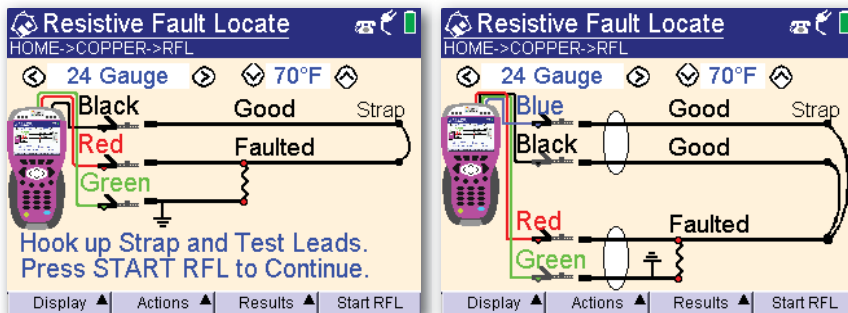 Resistive Fault Locate
HOME->COPPER->RFL
24 Gauge 70°F
Black Good Strap
Red Faulted
Green
Hook up Strap and Test Leads.
Press START RFL to Continue.
Display Actions Results Start RFL
Resistive Fault Locate
HOME->COPPER->RFL
24 Gauge 70°F
Blue Good Strap
Black Good
Red Faulted
Green
Display Actions Results Start RFL